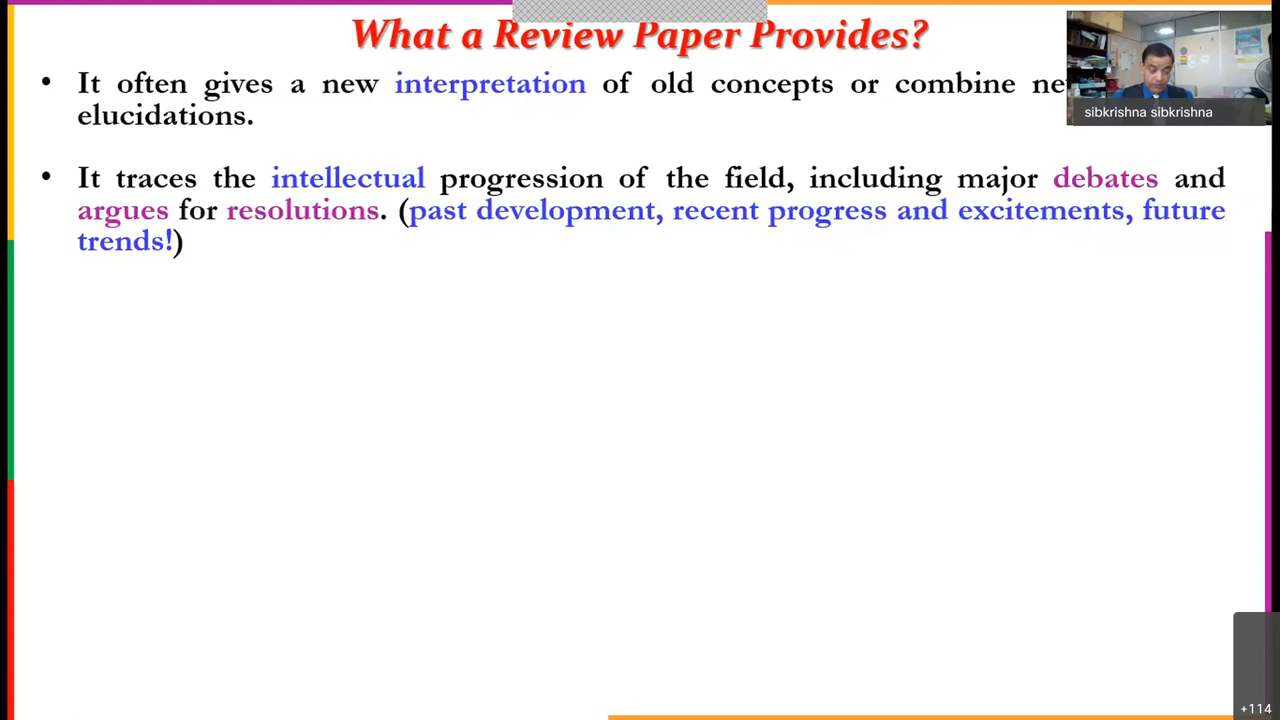 What a Review Paper Provides?
• It often gives a new interpretation of old concepts or combine
elucidations.
sibkrishna sibkrishna
• It traces the intellectual progression of the field, including major debates and
argues for resolutions. (past development, recent progress and excitements, future
trends!)
+114